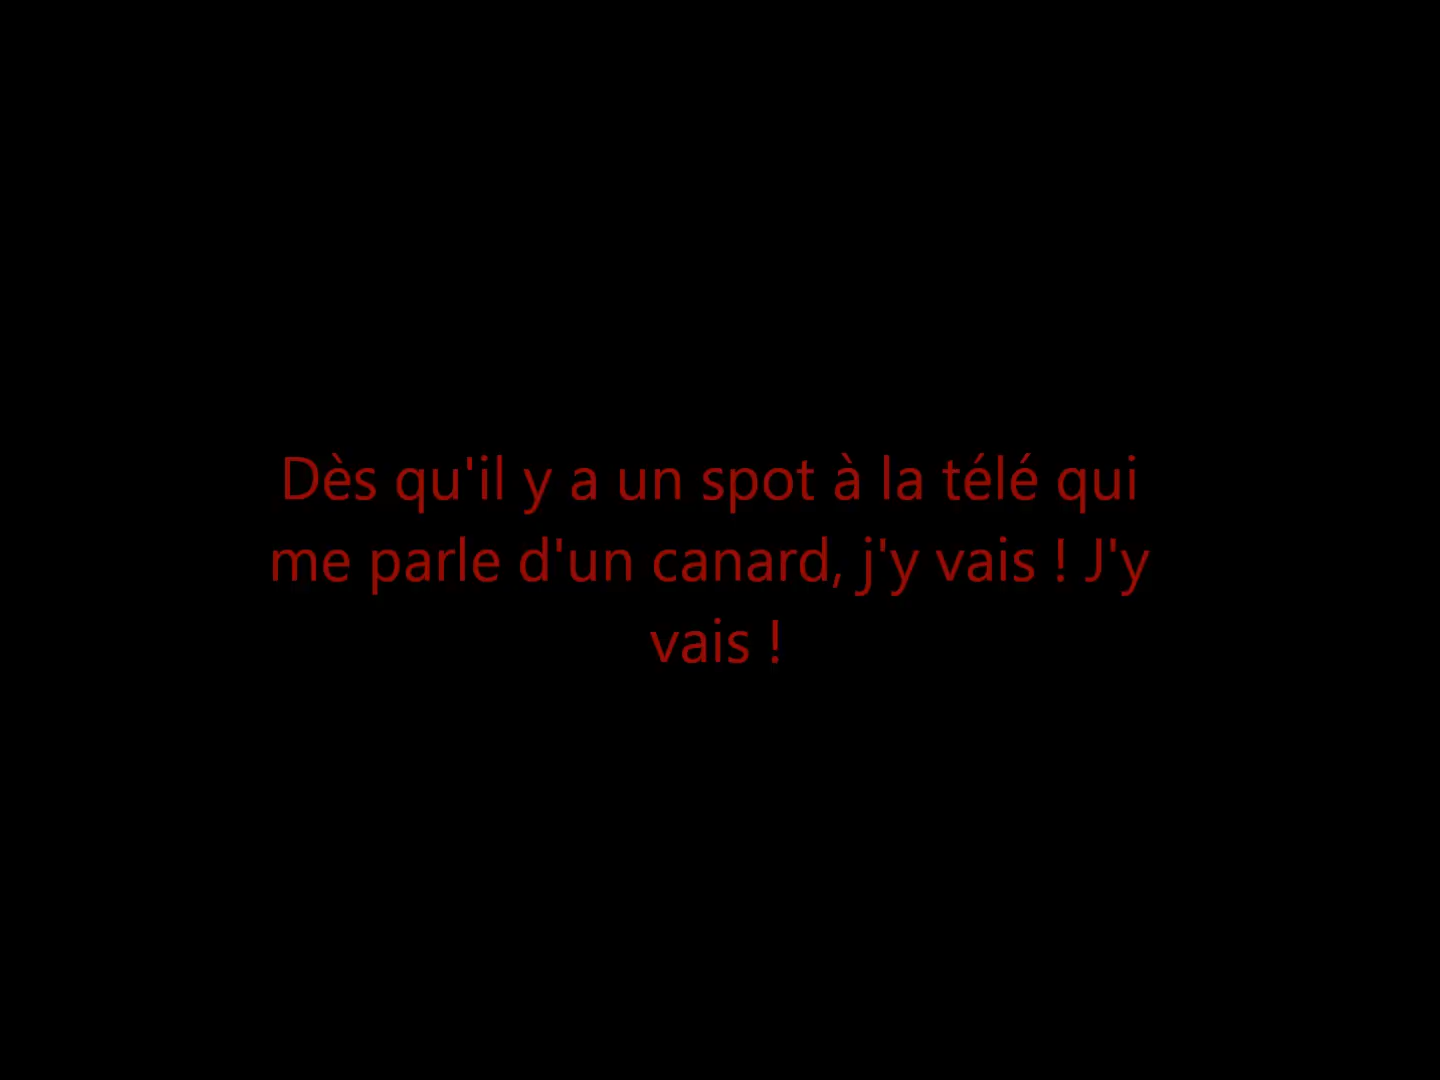 Dès qu'il y a un spot à la télé qui
me parle d'un canard, j'y vais ! J'y
vais !